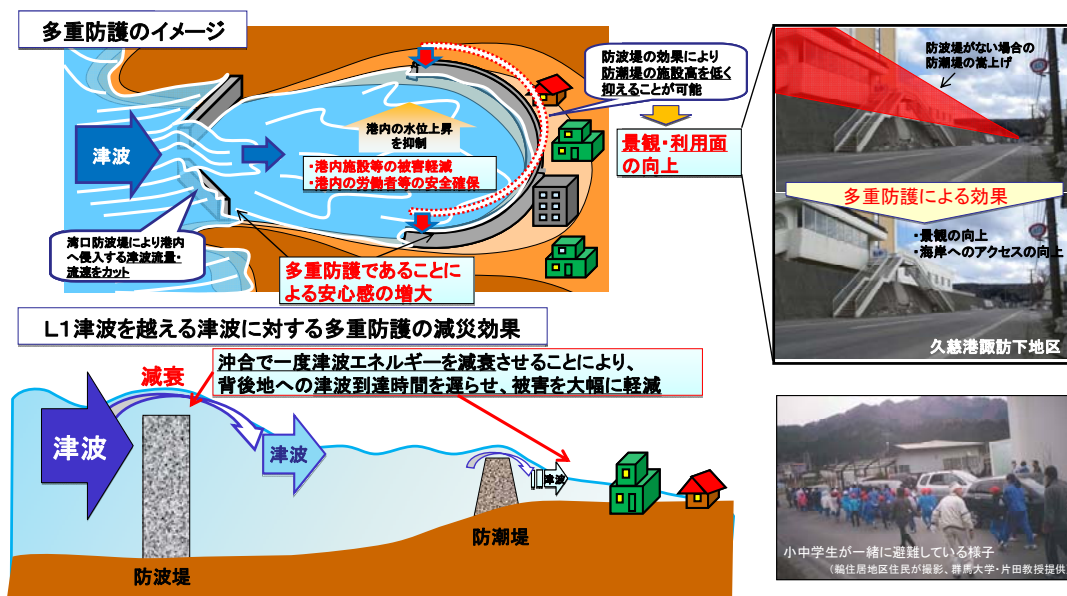 多重防護のイメージ
防波堤の効果により
防潮堤の施設高を低く
抑えることが可能
港内の水位上昇
を抑制
津波
・港内施設等の被害軽減
・港内の労働者等の安全確保
景観・利用面
の向上
湾口防波堤により港内
へ侵入する津波流量・
流速をカット
多重防護であることに
よる安心感の増大
防波堤がない場合の
防潮堤の嵩上げ
多重防護による効果
・景観の向上
・海岸へのアクセスの向上
久慈港諏訪下地区
L1津波を越える津波に対する多重防護の減災効果
減衰
沖合で一度津波エネルギーを減衰させることにより、
背後地への津波到達時間を遅らせ、被害を大幅に軽減
津波
津波
津波
防波堤
防潮堤
小中学生が一緒に避難している様子
（鵜住居地区住民が撮影、群馬大学・片田教授提供）